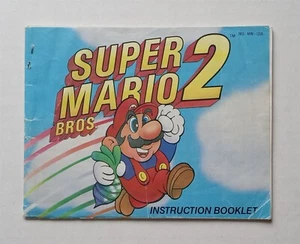 SUPER
MARIO 2
BROS.
INSTRUCTION BOOKLET